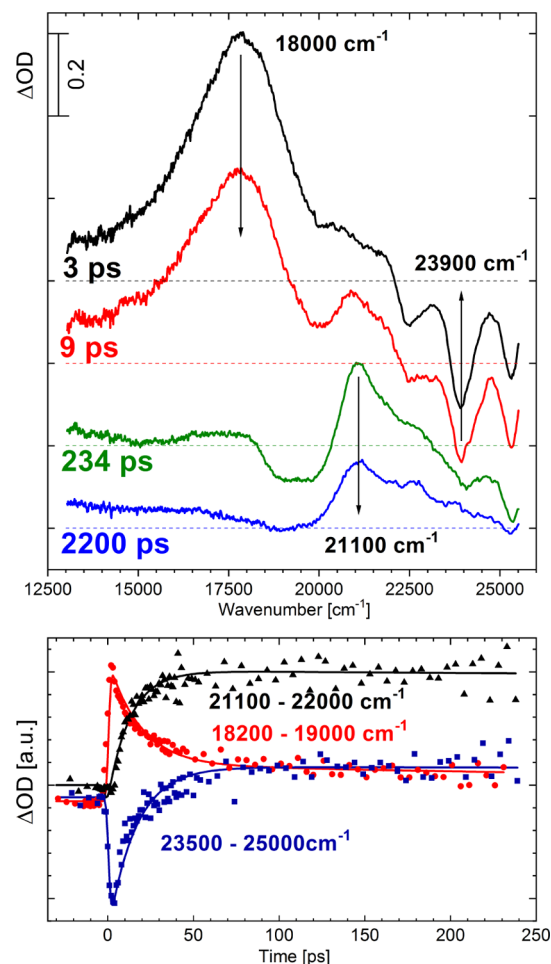 ΔOD
0.2
18000 cm⁻¹
3 ps
23900 cm⁻¹
9 ps
234 ps
2200 ps
21100 cm⁻¹
12500 15000 17500 20000 22500 25000
Wavenumber [cm⁻¹]
ΔOD [a.u.]
21100 - 22000 cm⁻¹
18200 - 19000 cm⁻¹
23500 - 25000cm⁻¹
0 50 100 150 200 250
Time [ps]